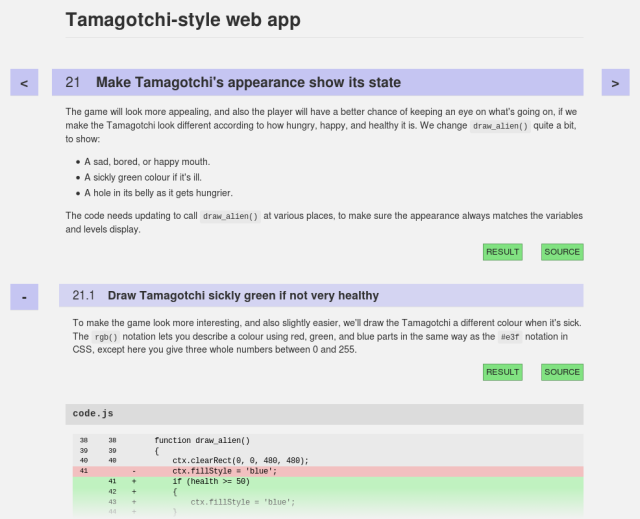 Tamagotchi-style web app
< 21 Make Tamagotchi's appearance show its state >
The game will look more appealing, and also the player will have a better chance of keeping an eye on what's going on, if we
make the Tamagotchi look different according to how hungry, happy, and healthy it is. We change draw_alien() quite a bit,
to show:
• A sad, bored, or happy mouth.
• A sickly green colour if it's ill.
• A hole in its belly as it gets hungrier.
The code needs updating to call draw_alien() at various places, to make sure the appearance always matches the variables
and levels display.
RESULT SOURCE
- 21.1 Draw Tamagotchi sickly green if not very healthy
To make the game look more interesting, and also slightly easier, we'll draw the Tamagotchi a different colour when it's sick.
The rgb() notation lets you describe a colour using red, green, and blue parts in the same way as the #e3f notation in
CSS, except here you give three whole numbers between 0 and 255.
RESULT SOURCE
code.js
38 38 function draw_alien()
39 39 {
40 40 ctx.clearRect(0, 0, 480, 480);
41 - ctx.fillStyle = 'blue';
41 + if (health >= 50)
42 + {
43 + ctx.fillStyle = 'blue';
44 + }